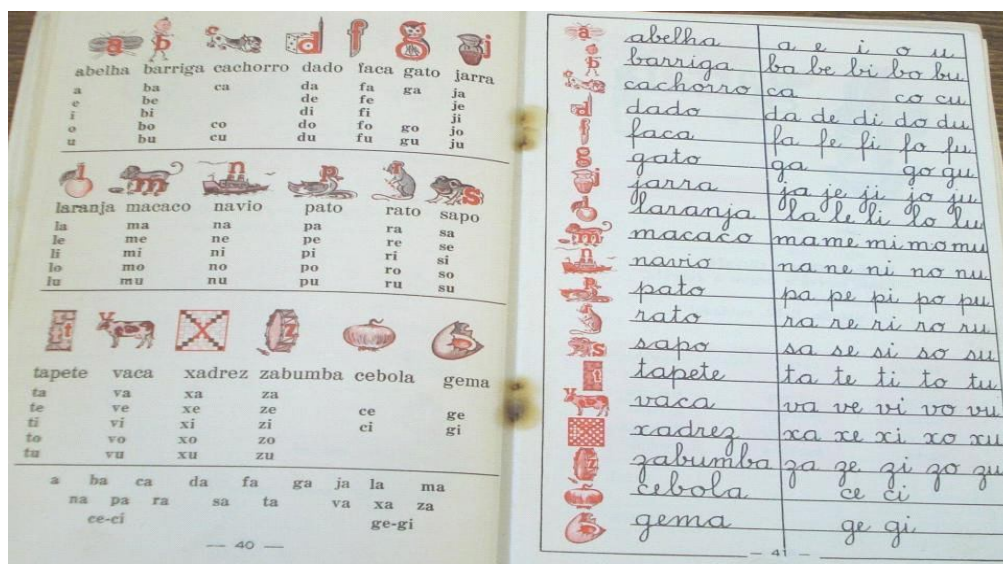 abelha barriga cachorro dado faca gato jarra
a ba ca da fa ga ja
e be de fe je
i bi di fi ji
o bo co do fo go jo
u bu cu du fu gu ju
laranja macaco navio pato rato sapo
la ma na pa ra sa
le me ne pe re se
li mi ni pi ri si
lo mo no po ro so
lu mu nu pu ru su
tapete vaca xadrez zabumba cebola gema
ta va xa za
te ve xe ze ce ge
ti vi xi zi ci gi
to vo xo zo
tu vu xu zu
a ba ca da fa ga ja la ma
na pa ra sa ta va xa za
ce-ci ge-gi
— 40 —
abelha a e i o u
barriga ba be bi bo bu
cachorro ca co cu
dado da de di do du
faca fa fe fi fo fu
gato ga go gu
jarra ja je ji jo ju
laranja la le li lo lu
macaco ma me mi mo mu
navio na ne ni no nu
pato pa pe pi po pu
rato ra re ri ro ru
sapo sa se si so su
tapete ta te ti to tu
vaca va ve vi vo vu
xadrez xa xe xi xo xu
zabumba za ze zi zo zu
cebola ce ci
gema ge gi
— 41 —